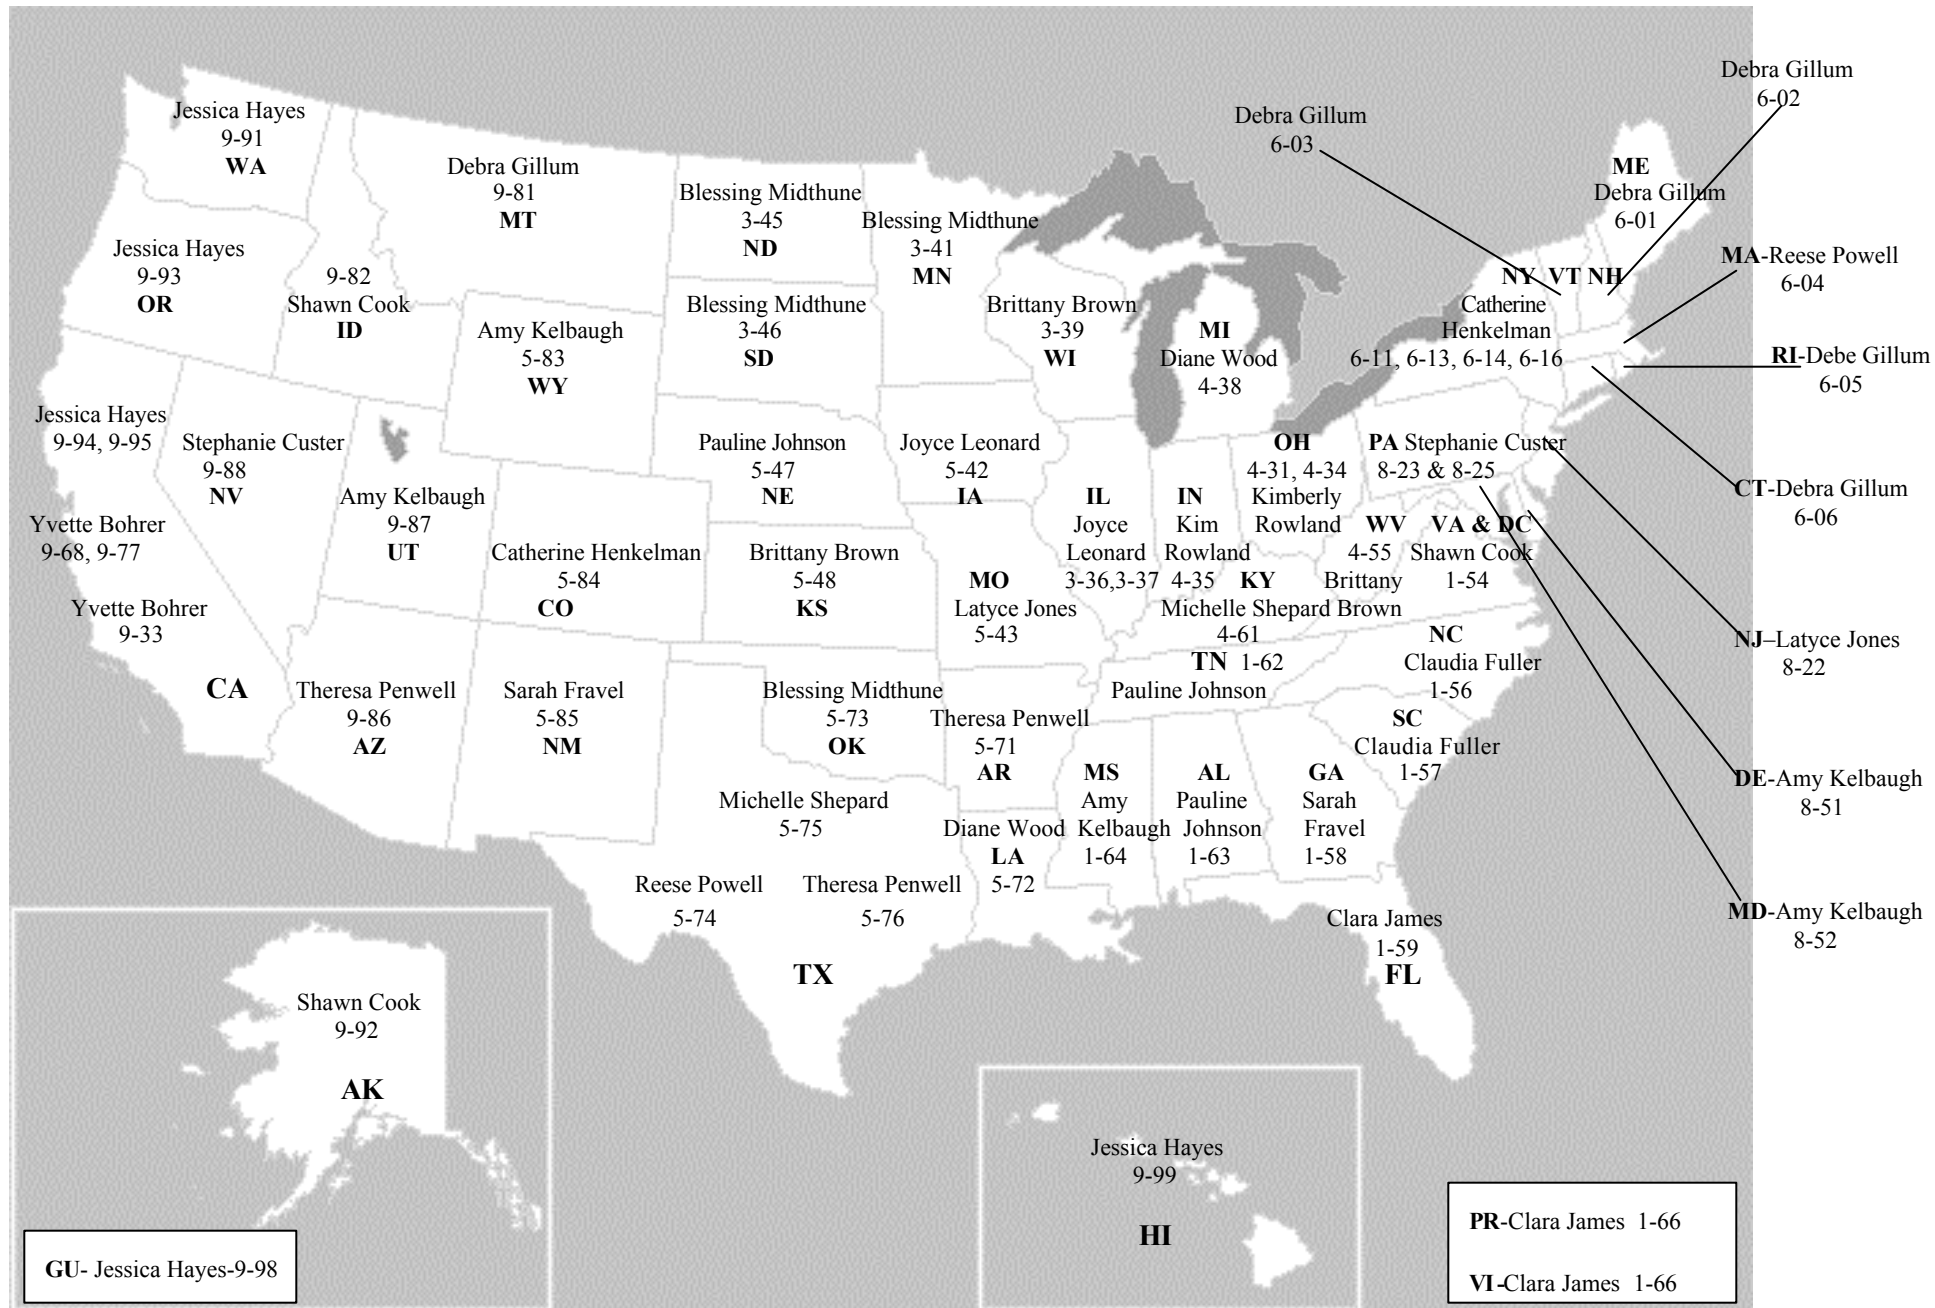 Jessica Hayes
9-91
WA
Jessica Hayes
9-93
OR
9-82
Shawn Cook
ID
Debra Gillum
9-81
MT
Blessing Midthune
3-45
ND
Blessing Midthune
3-41
MN
Blessing Midthune
3-46
SD
Amy Kelbaugh
5-83
WY
Brittany Brown
3-39
WI
MI
Diane Wood
4-38
Debra Gillum
6-03
Debra Gillum
6-02
ME
Debra Gillum
6-01
NY VT NH
Catherine
Henkelman
6-11, 6-13, 6-14, 6-16
MA-Reese Powell
6-04
RI-Debe Gillum
6-05
CT-Debra Gillum
6-06
NJ–Latyce Jones
8-22
DE-Amy Kelbaugh
8-51
MD-Amy Kelbaugh
8-52
Jessica Hayes
9-94, 9-95
Yvette Bohrer
9-68, 9-77
Yvette Bohrer
9-33
CA
Stephanie Custer
9-88
NV
Amy Kelbaugh
9-87
UT
Catherine Henkelman
5-84
CO
Pauline Johnson
5-47
NE
Brittany Brown
5-48
KS
Joyce Leonard
5-42
IA
MO
Latyce Jones
5-43
IL
Joyce
Leonard
3-36,3-37
IN
Kim
Rowland
4-35
OH
4-31, 4-34
Kimberly
Rowland
PA Stephanie Custer
8-23 & 8-25
WV
4-55
Brittany
Brown
VA & DC
Shawn Cook
1-54
KY
Michelle Shepard
4-61
TN 1-62
Pauline Johnson
NC
Claudia Fuller
1-56
SC
Claudia Fuller
1-57
Theresa Penwell
9-86
AZ
Sarah Fravel
5-85
NM
Blessing Midthune
5-73
OK
Theresa Penwell
5-71
AR
MS
Amy
Kelbaugh
1-64
AL
Pauline
Johnson
1-63
GA
Sarah
Fravel
1-58
Michelle Shepard
5-75
Reese Powell
5-74
Theresa Penwell
5-76
TX
Diane Wood
LA
5-72
Clara James
1-59
FL
Shawn Cook
9-92
AK
GU- Jessica Hayes-9-98
Jessica Hayes
9-99
HI
PR-Clara James 1-66
VI-Clara James 1-66